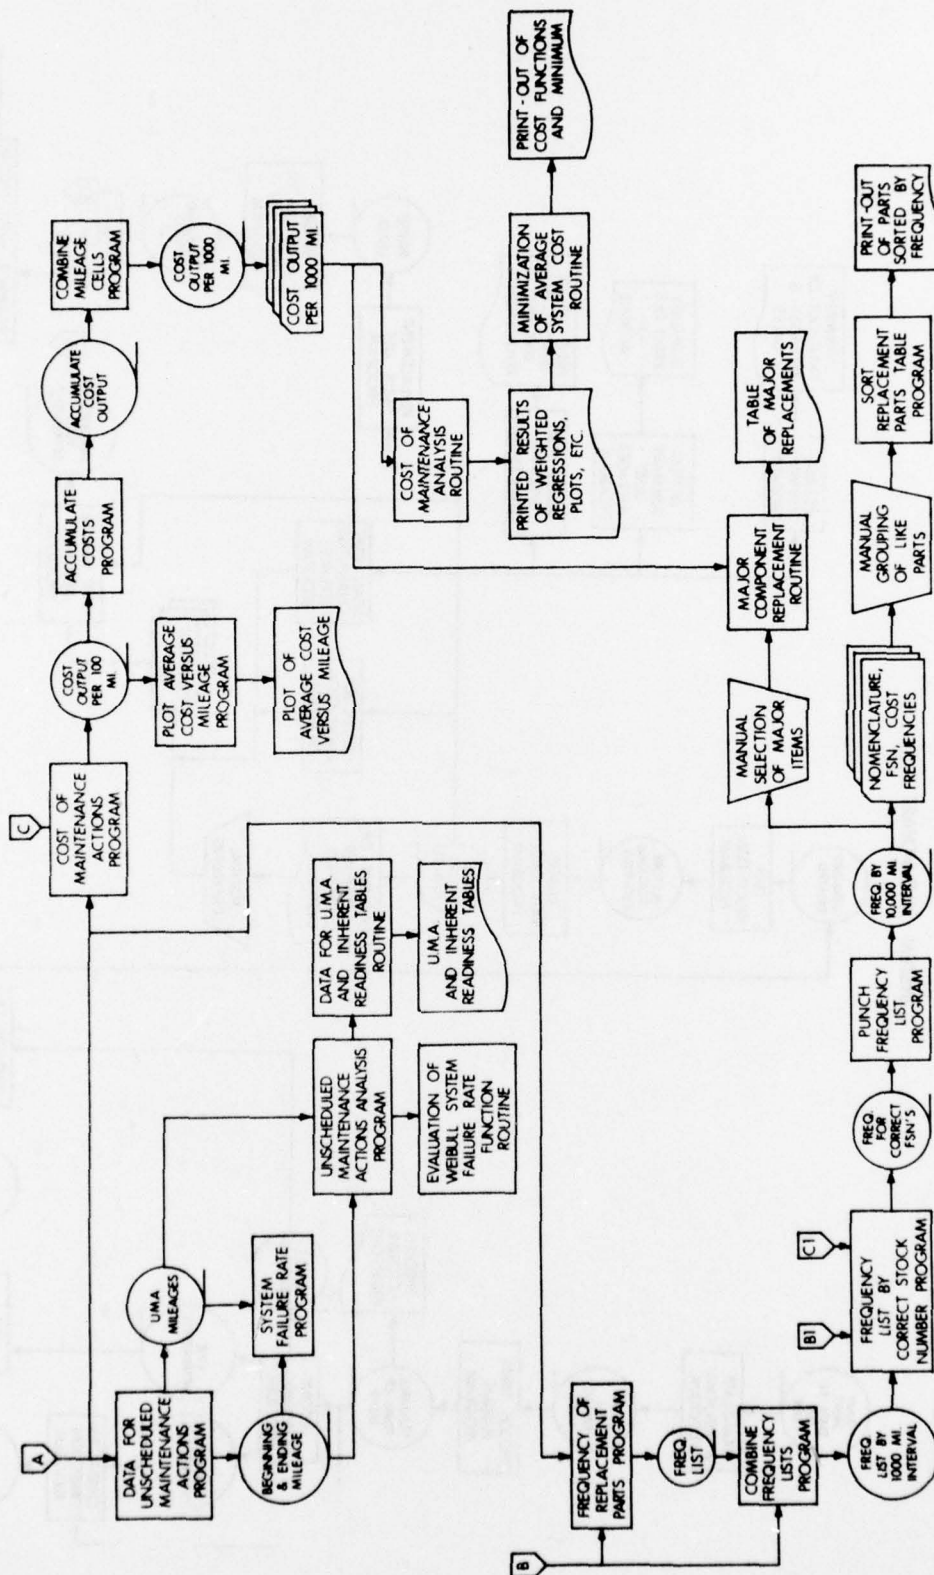 A
DATA FOR
UNSCHEDULED
MAINTENANCE
ACTIONS
PROGRAM
UMA
MILEAGES
BEGINNING
& ENDING
MILEAGE
SYSTEM
FAILURE RATE
PROGRAM
UNSCHEDULED
MAINTENANCE
ACTIONS ANALYSIS
PROGRAM
EVALUATION OF
WEIBULL SYSTEM
FAILURE RATE
FUNCTION
ROUTINE
DATA FOR U.M.A.
AND INHERENT
READINESS TABLES
ROUTINE
U.M.A.
AND INHERENT
READINESS TABLES
C
COST OF
MAINTENANCE
ACTIONS
PROGRAM
COST
OUTPUT
PER 100
MI.
PLOT AVERAGE
COST VERSUS
MILEAGE
PROGRAM
PLOT OF
AVERAGE COST
VERSUS MILEAGE
ACCUMULATE
COSTS
PROGRAM
ACCUMULATE
COST
OUTPUT
COMBINE
MILEAGE
CELLS
PROGRAM
COST
OUTPUT
PER 1000
MI.
COST OUTPUT
PER 1000 MI.
COST OF
MAINTENANCE
ANALYSIS
ROUTINE
PRINTED RESULTS
OF WEIGHTED
REGRESSIONS,
PLOTS, ETC.
MINIMIZATION
OF AVERAGE
SYSTEM COST
ROUTINE
PRINT-OUT OF
COST FUNCTIONS
AND MINIMUM
B
FREQUENCY OF
REPLACEMENT
PARTS PROGRAM
FREQ.
LIST
COMBINE
FREQUENCY
LISTS
PROGRAM
FREQ.
LIST BY
1000 MI.
INTERVAL
B1
C1
FREQUENCY
LIST BY
CORRECT STOCK
NUMBER PROGRAM
FREQ.
FOR
CORRECT
FSN'S
PUNCH
FREQUENCY
LIST
PROGRAM
FREQ. BY
10,000 MI
INTERVAL
MANUAL
SELECTION
OF MAJOR
ITEMS
MAJOR
COMPONENT
REPLACEMENT
ROUTINE
TABLE
OF MAJOR
REPLACEMENTS
NOMENCLATURE,
FSN, COST
FREQUENCIES
MANUAL
GROUPING
OF LIKE
PARTS
SORT
REPLACEMENT
PARTS TABLE
PROGRAM
PRINT-OUT
OF PARTS
SORTED BY
FREQUENCY